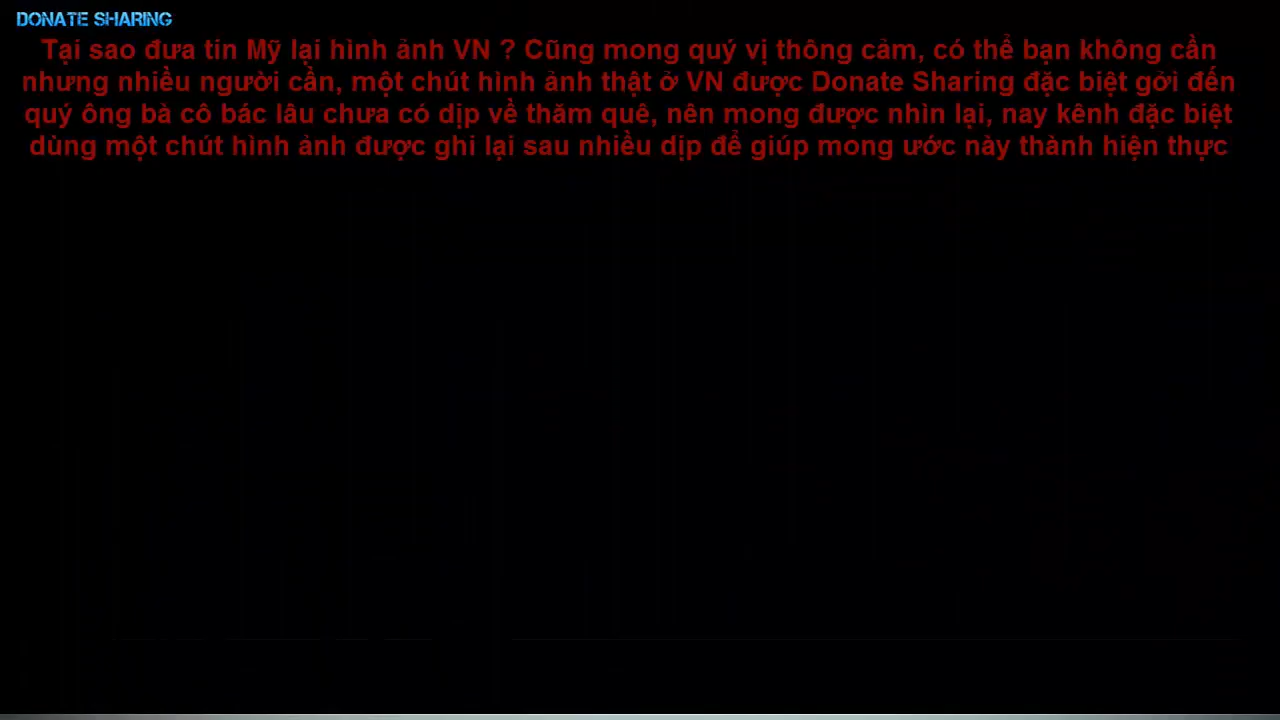 DONATE SHARING
Tại sao đưa tin Mỹ lại hình ảnh VN ? Cũng mong quý vị thông cảm, có thể bạn không cần
nhưng nhiều người cần, một chút hình ảnh thật ở VN được Donate Sharing đặc biệt gởi đến
quý ông bà cô bác lâu chưa có dịp về thăm quê, nên mong được nhìn lại, nay kênh đặc biệt
dùng một chút hình ảnh được ghi lại sau nhiều dịp để giúp mong ước này thành hiện thực